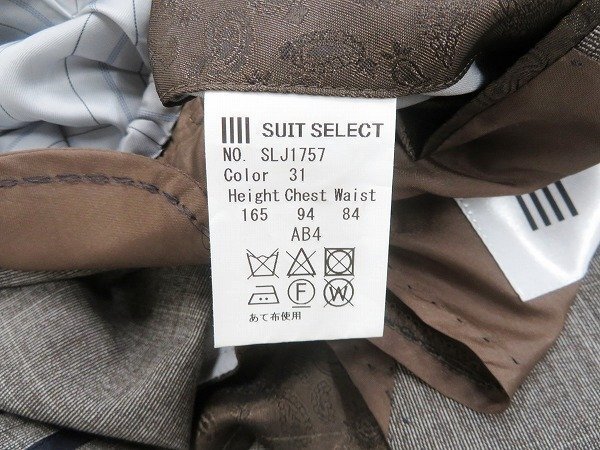 SUIT SELECT
NO. SLJ1757
Color 31
Height Chest Waist
165 94 84
AB4
F W
あて布使用